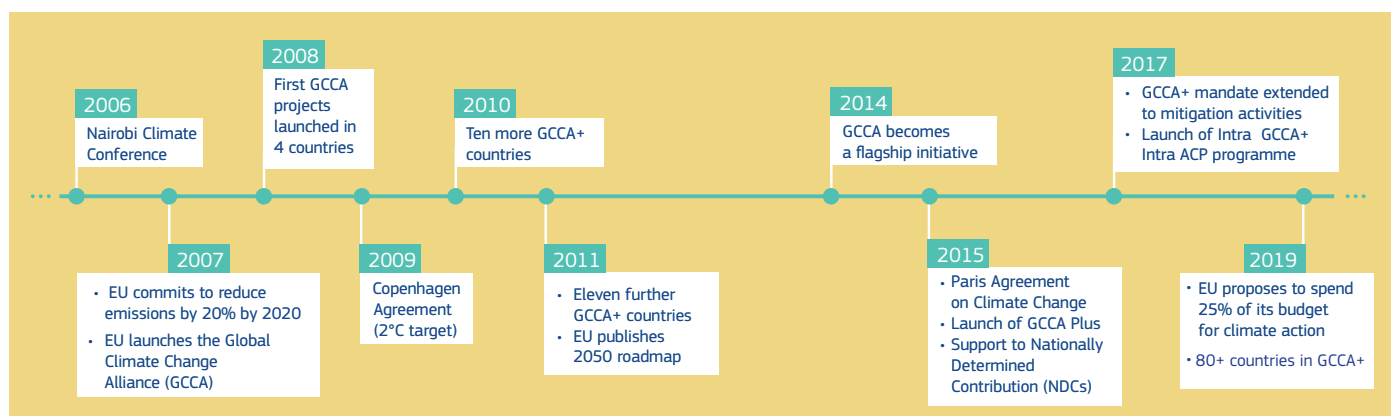 2006
Nairobi Climate
Conference
2007
• EU commits to reduce
emissions by 20% by 2020
• EU launches the Global
Climate Change
Alliance (GCCA)
2008
First GCCA
projects
launched in
4 countries
2009
Copenhagen
Agreement
(2°C target)
2010
Ten more GCCA+
countries
2011
• Eleven further
GCCA+ countries
• EU publishes
2050 roadmap
2014
GCCA becomes
a flagship initiative
2015
• Paris Agreement
on Climate Change
• Launch of GCCA Plus
• Support to Nationally
Determined
Contribution (NDCs)
2017
• GCCA+ mandate extended
to mitigation activities
• Launch of Intra GCCA+
Intra ACP programme
2019
• EU proposes to spend
25% of its budget
for climate action
• 80+ countries in GCCA+